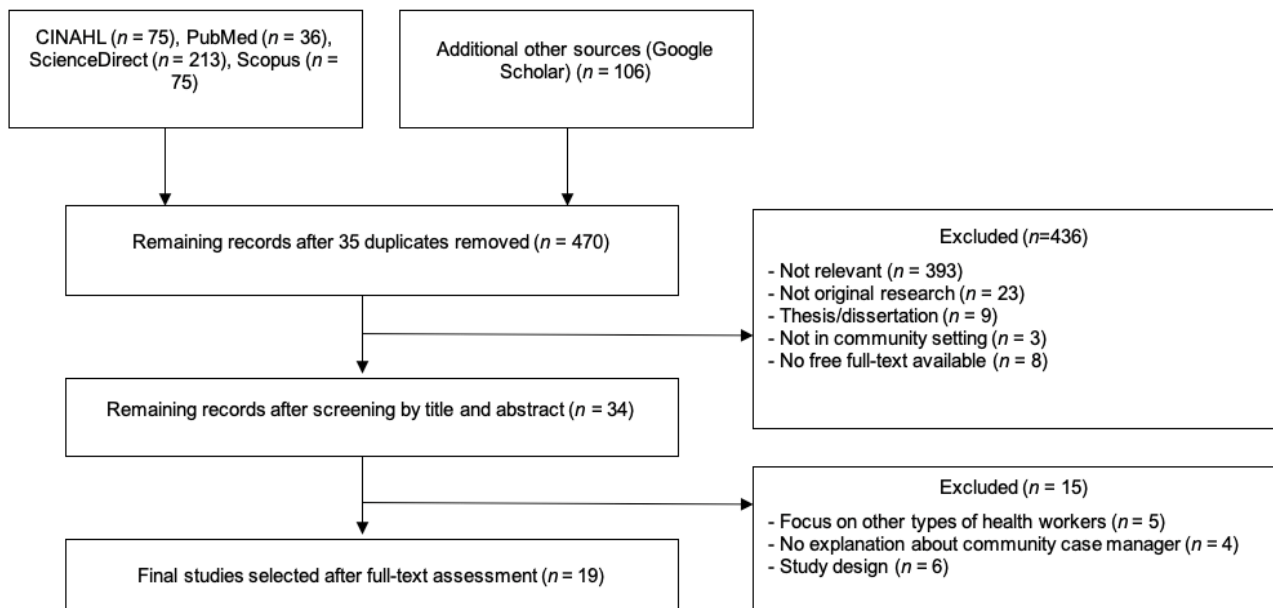 CINAHL (n = 75), PubMed (n = 36),
ScienceDirect (n = 213), Scopus (n =
75)
Additional other sources (Google
Scholar) (n = 106)
Remaining records after 35 duplicates removed (n = 470)
Excluded (n=436)
- Not relevant (n = 393)
- Not original research (n = 23)
- Thesis/dissertation (n = 9)
- Not in community setting (n = 3)
- No free full-text available (n = 8)
Remaining records after screening by title and abstract (n = 34)
Excluded (n = 15)
- Focus on other types of health workers (n = 5)
- No explanation about community case manager (n = 4)
- Study design (n = 6)
Final studies selected after full-text assessment (n = 19)